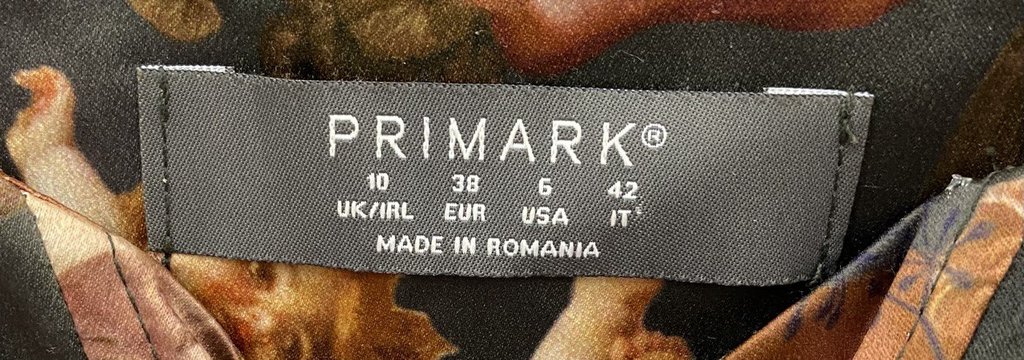 PRIMARK®
10 38 6 42
UK/IRL EUR USA IT
MADE IN ROMANIA